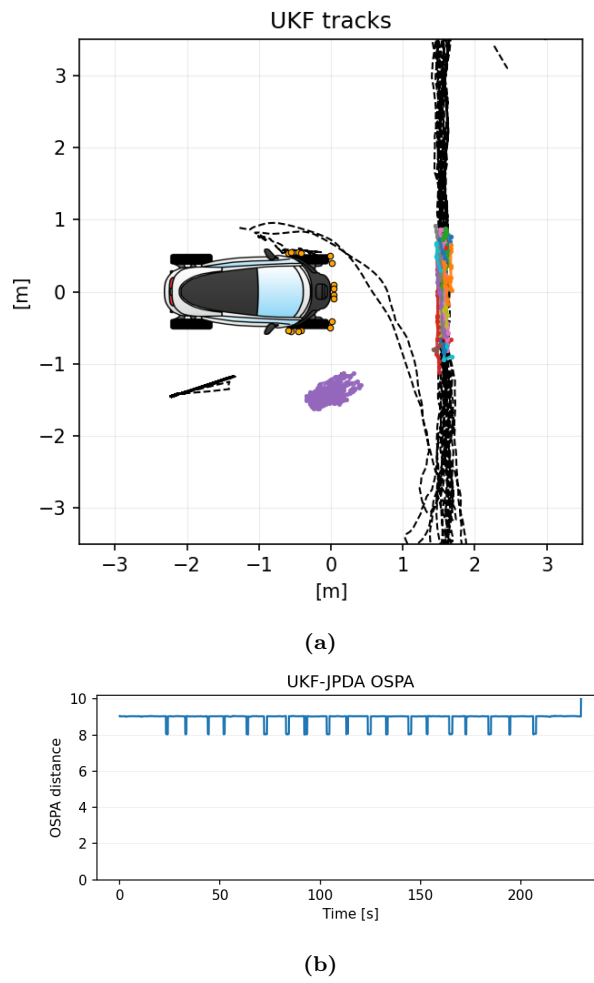 UKF tracks
3
2
1
0
−1
−2
−3
[m]
−3 −2 −1 0 1 2 3
[m]
(a)
UKF-JPDA OSPA
10
8
6
4
2
0
OSPA distance
0 50 100 150 200
Time [s]
(b)